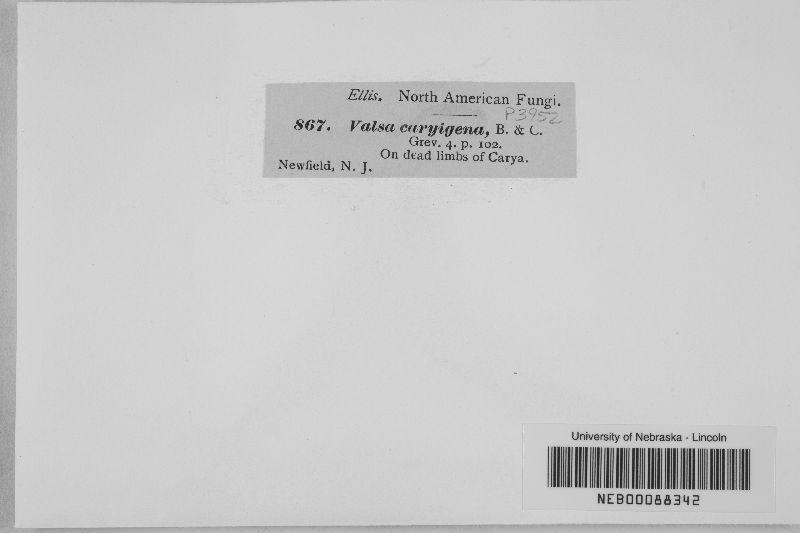 Ellis. North American Fungi.
P3952
867. Valsa caryigena, B. & C.
Grev. 4. p. 102.
On dead limbs of Carya.
Newfield, N. J.
University of Nebraska - Lincoln
NEB00088342